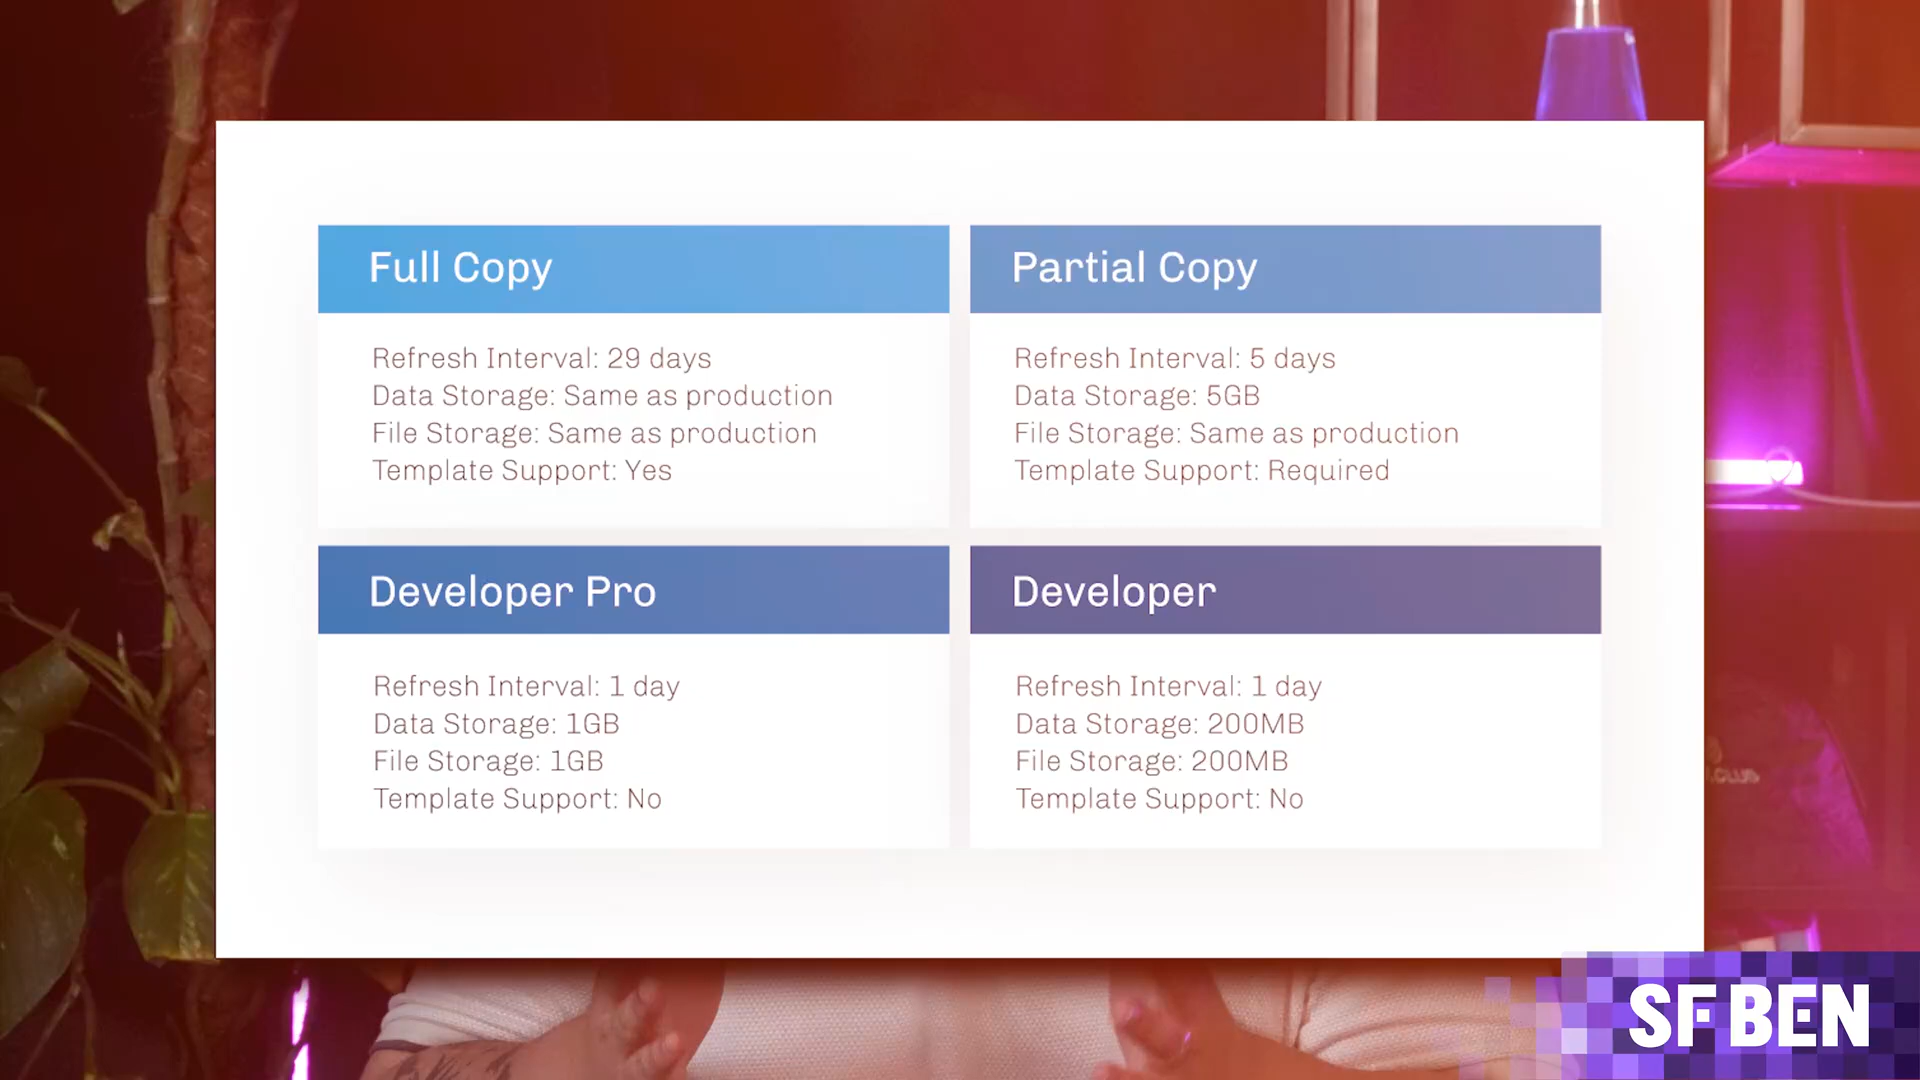 Full Copy
Refresh Interval: 29 days
Data Storage: Same as production
File Storage: Same as production
Template Support: Yes
Partial Copy
Refresh Interval: 5 days
Data Storage: 5GB
File Storage: Same as production
Template Support: Required
Developer Pro
Refresh Interval: 1 day
Data Storage: 1GB
File Storage: 1GB
Template Support: No
Developer
Refresh Interval: 1 day
Data Storage: 200MB
File Storage: 200MB
Template Support: No
SF BEN